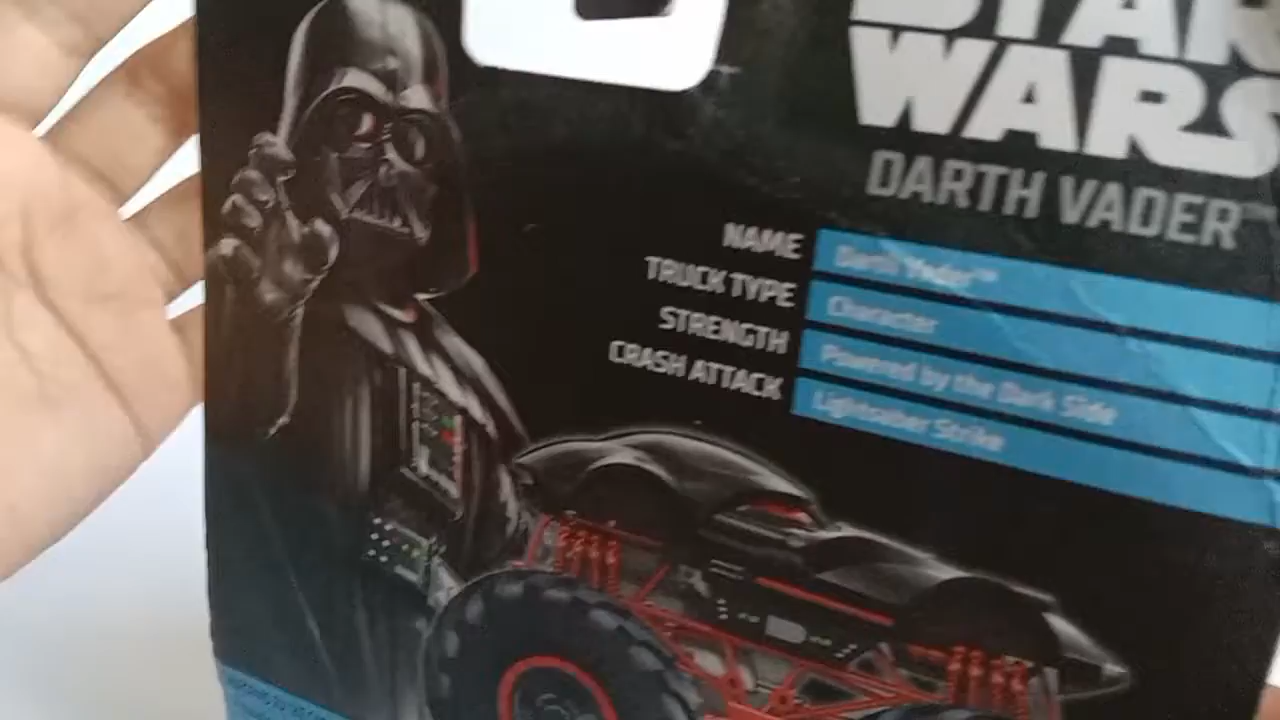 STAR
WARS
DARTH VADER™
NAME Darth Vader™
TRUCK TYPE Character
STRENGTH Powered by the Dark Side
CRASH ATTACK Lightsaber Strike